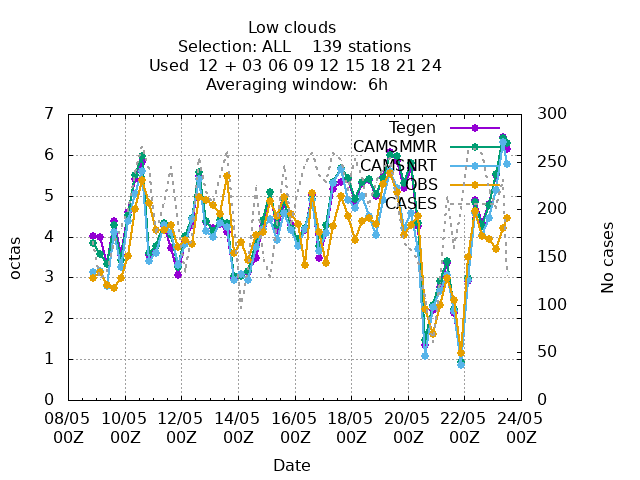 Low clouds
Selection: ALL    139 stations
Used  12 + 03 06 09 12 15 18 21 24
Averaging window:  6h
7 300
Tegen
CAMSMMR
6 250
CAMSNRT
OBS
5 200
CASES
4
150
octas
No cases
3
100
2
50
1
0 0
08/05 10/05 12/05 14/05 16/05 18/05 20/05 22/05 24/05
00Z 00Z 00Z 00Z 00Z 00Z 00Z 00Z 00Z
Date